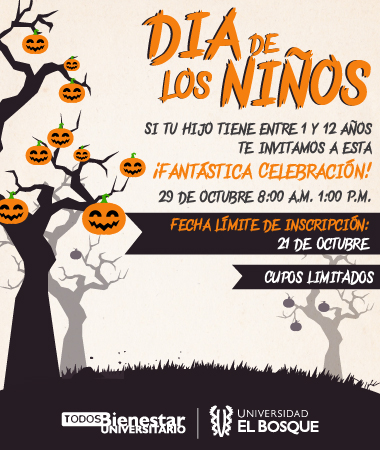 DIA DE
LOS NIÑOS
SI TU HIJO TIENE ENTRE 1 Y 12 AÑOS
TE INVITAMOS A ESTA
¡FANTÁSTICA CELEBRACIÓN!
29 DE OCTUBRE 8:00 A.M. 1:00 P.M.
FECHA LÍMITE DE INSCRIPCIÓN:
21 DE OCTUBRE
CUPOS LIMITADOS
TODOS Bienestar
UNIVERSITARIO
UNIVERSIDAD
EL BOSQUE